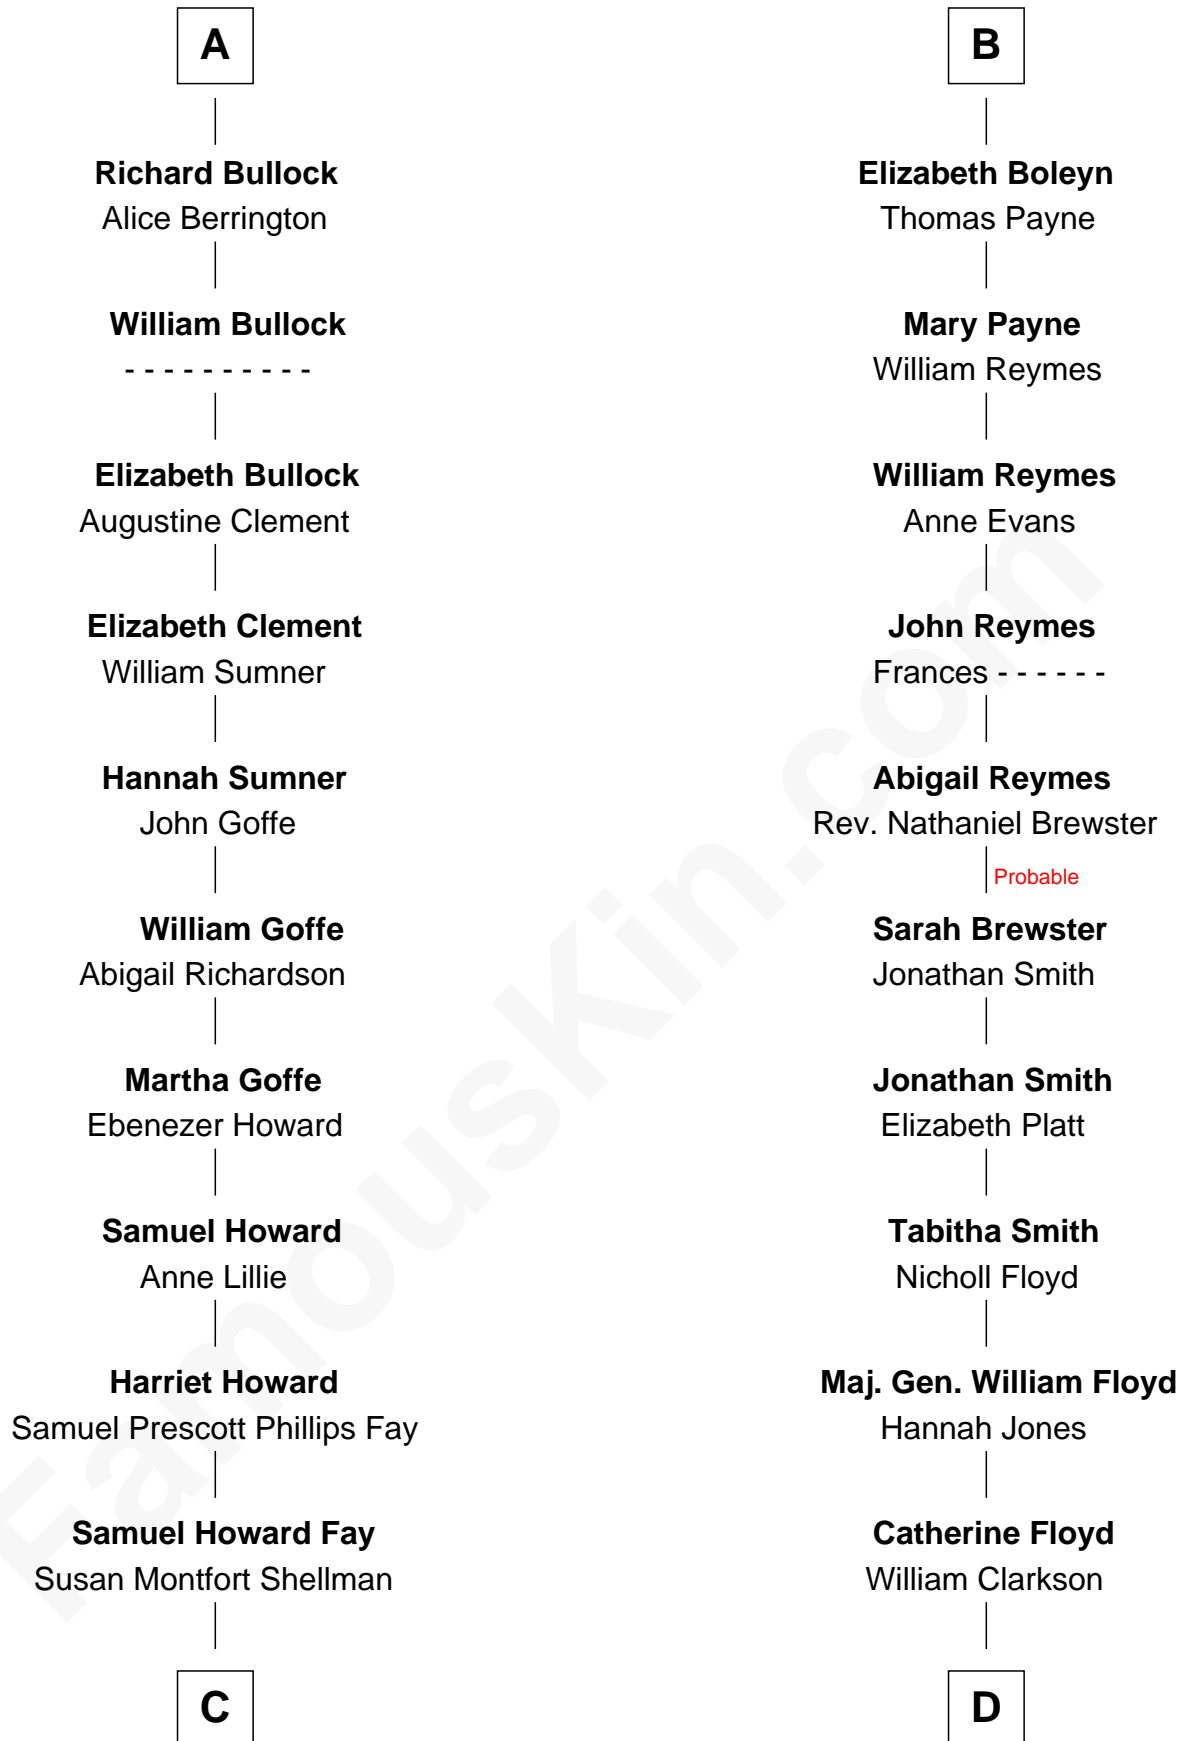 A
Richard Bullock
Alice Berrington
William Bullock
- - - - - - - - - -
Elizabeth Bullock
Augustine Clement
Elizabeth Clement
William Sumner
Hannah Sumner
John Goffe
William Goffe
Abigail Richardson
Martha Goffe
Ebenezer Howard
Samuel Howard
Anne Lillie
Harriet Howard
Samuel Prescott Phillips Fay
Samuel Howard Fay
Susan Montfort Shellman
C
B
Elizabeth Boleyn
Thomas Payne
Mary Payne
William Reymes
William Reymes
Anne Evans
John Reymes
Frances - - - - - -
Abigail Reymes
Rev. Nathaniel Brewster
Probable
Sarah Brewster
Jonathan Smith
Jonathan Smith
Elizabeth Platt
Tabitha Smith
Nicholl Floyd
Maj. Gen. William Floyd
Hannah Jones
Catherine Floyd
William Clarkson
D
FamousKin.com